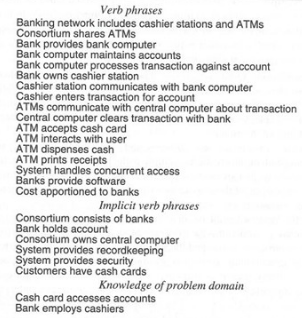 Verb phrases
Banking network includes cashier stations and ATMs
Consortium shares ATMs
Bank provides bank computer
Bank computer maintains accounts
Bank computer processes transaction against account
Bank owns cashier station
Cashier station communicates with bank computer
Cashier enters transaction for account
ATMs communicate with central computer about transaction
Central computer clears transaction with bank
ATM accepts cash card
ATM interacts with user
ATM dispenses cash
ATM prints receipts
System handles concurrent access
Banks provide software
Cost apportioned to banks
Implicit verb phrases
Consortium consists of banks
Bank holds account
Consortium owns central computer
System provides recordkeeping
System provides security
Customers have cash cards
Knowledge of problem domain
Cash card accesses accounts
Bank employs cashiers